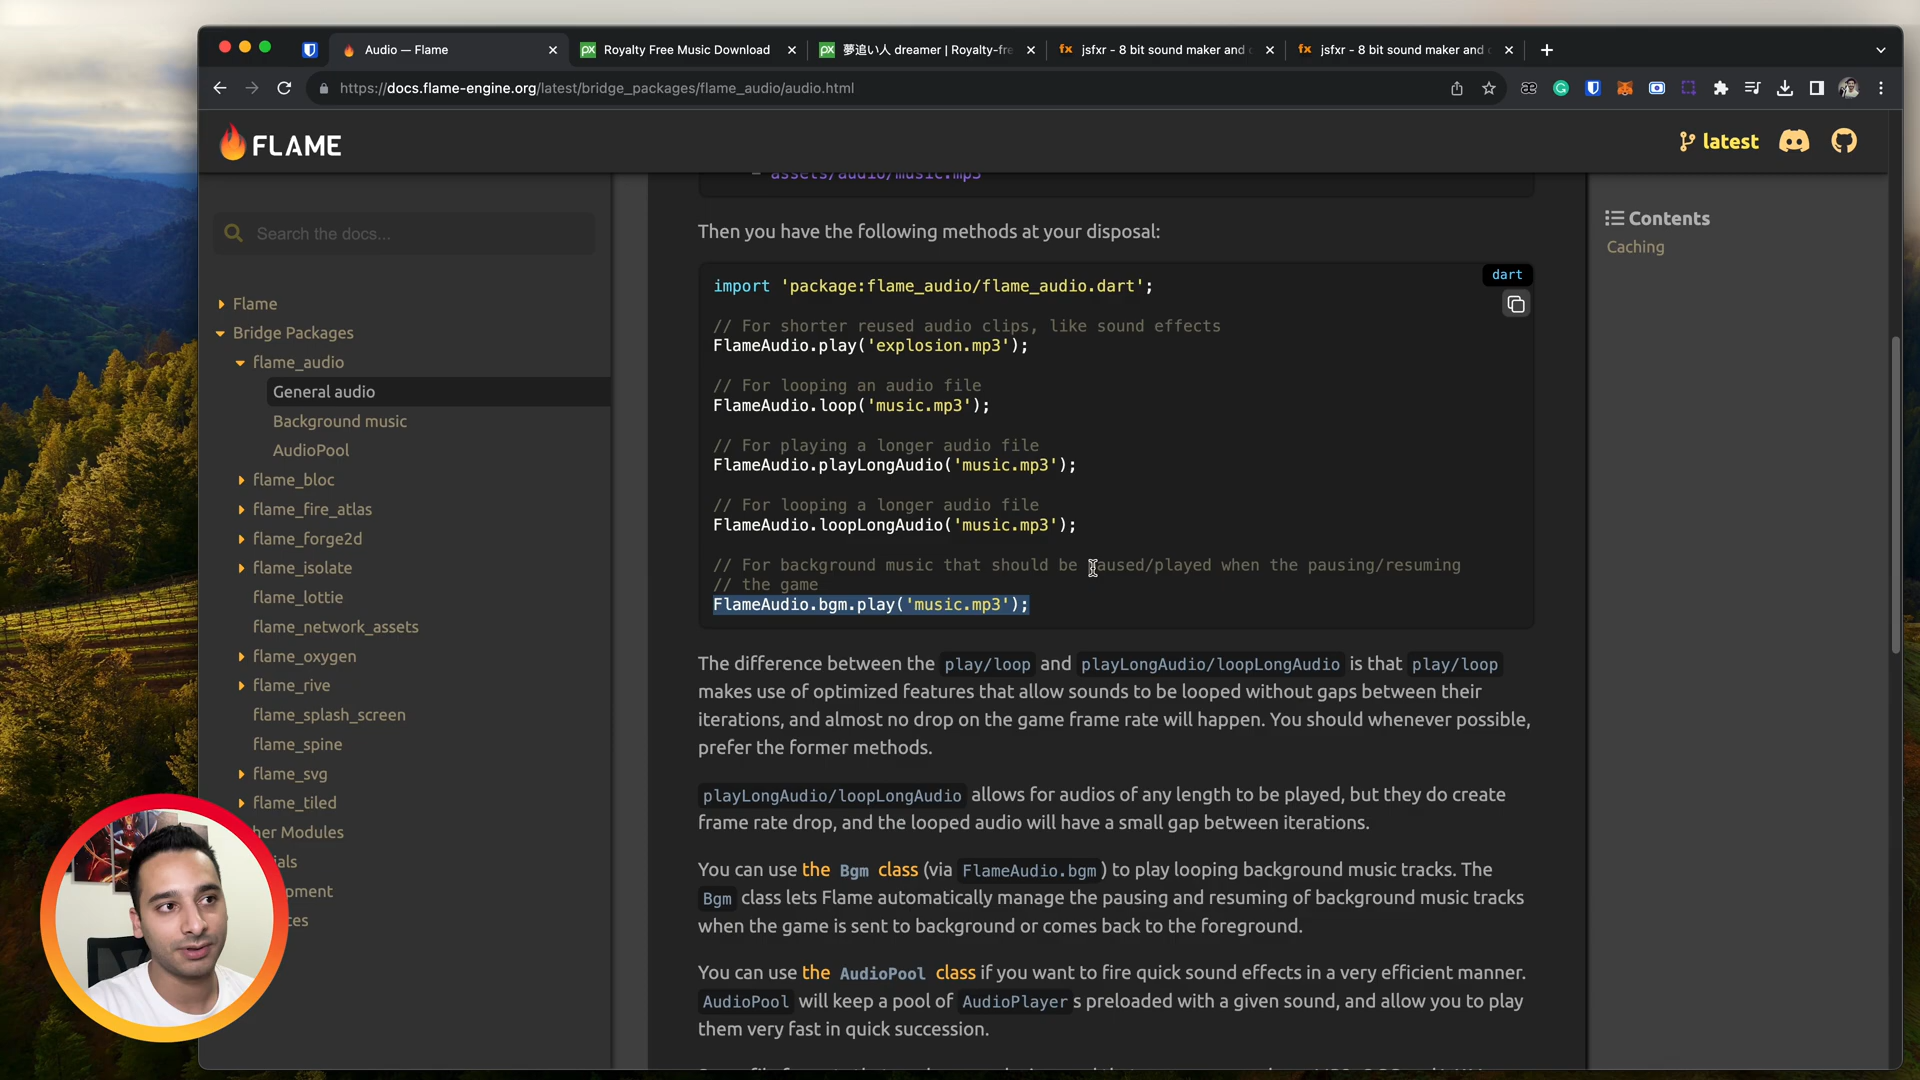 Audio — Flame
Royalty Free Music Download
夢追い人 dreamer | Royalty-fre
jsfxr - 8 bit sound maker and
jsfxr - 8 bit sound maker and
https://docs.flame-engine.org/latest/bridge_packages/flame_audio/audio.html
FLAME
latest
Search the docs...
Flame
Bridge Packages
flame_audio
General audio
Background music
AudioPool
flame_bloc
flame_fire_atlas
flame_forge2d
flame_isolate
flame_lottie
flame_network_assets
flame_oxygen
flame_rive
flame_splash_screen
flame_spine
flame_svg
flame_tiled
her Modules
ials
opment
ces
- assets/audio/music.mp3
Then you have the following methods at your disposal:
dart
import 'package:flame_audio/flame_audio.dart';
// For shorter reused audio clips, like sound effects
FlameAudio.play('explosion.mp3');
// For looping an audio file
FlameAudio.loop('music.mp3');
// For playing a longer audio file
FlameAudio.playLongAudio('music.mp3');
// For looping a longer audio file
FlameAudio.loopLongAudio('music.mp3');
// For background music that should be paused/played when the pausing/resuming
// the game
FlameAudio.bgm.play('music.mp3');
The difference between the play/loop and playLongAudio/loopLongAudio is that play/loop
makes use of optimized features that allow sounds to be looped without gaps between their
iterations, and almost no drop on the game frame rate will happen. You should whenever possible,
prefer the former methods.
playLongAudio/loopLongAudio allows for audios of any length to be played, but they do create
frame rate drop, and the looped audio will have a small gap between iterations.
You can use the Bgm class (via FlameAudio.bgm) to play looping background music tracks. The
Bgm class lets Flame automatically manage the pausing and resuming of background music tracks
when the game is sent to background or comes back to the foreground.
You can use the AudioPool class if you want to fire quick sound effects in a very efficient manner.
AudioPool will keep a pool of AudioPlayers preloaded with a given sound, and allow you to play
them very fast in quick succession.
Contents
Caching